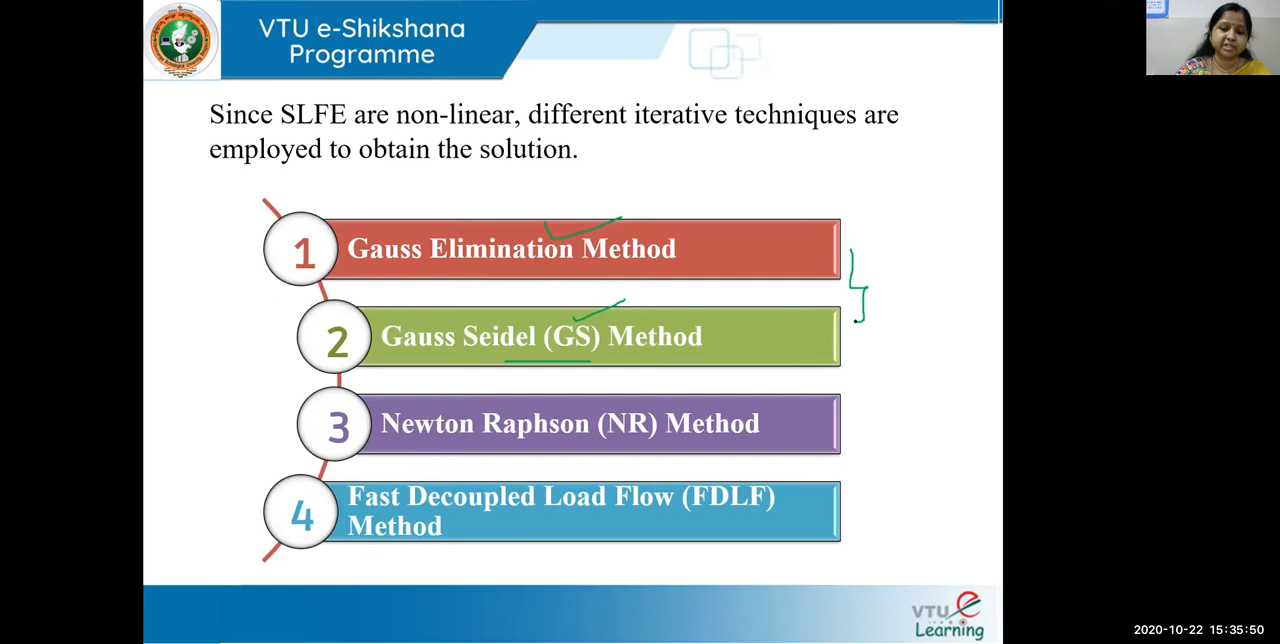 VTU e-Shikshana
Programme
Since SLFE are non-linear, different iterative techniques are
employed to obtain the solution.
1
Gauss Elimination Method
2
Gauss Seidel (GS) Method
3
Newton Raphson (NR) Method
4
Fast Decoupled Load Flow (FDLF)
Method
VTU e
Learning
2020-10-22 15:35:50